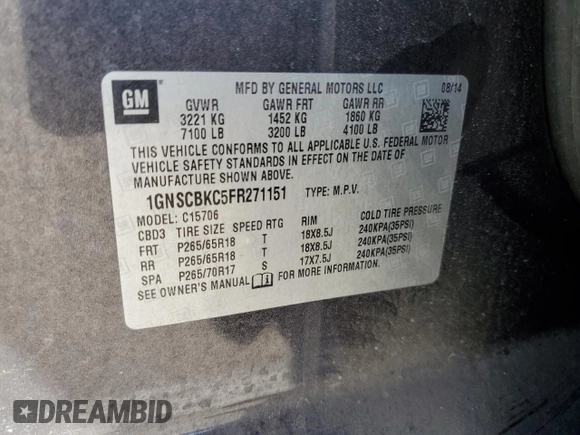 GM
MFD BY GENERAL MOTORS LLC 08/14
GVWR GAWR FRT GAWR RR
3221 KG 1452 KG 1860 KG
7100 LB 3200 LB 4100 LB
THIS VEHICLE CONFORMS TO ALL APPLICABLE U.S. FEDERAL MOTOR
VEHICLE SAFETY STANDARDS IN EFFECT ON THE DATE OF
MANUFACTURE SHOWN ABOVE.
1GNSCBKC5FR271151 TYPE: M.P.V.
MODEL: C15706
CBD3 TIRE SIZE SPEED RTG RIM COLD TIRE PRESSURE
FRT P265/65R18 T 18X8.5J 240KPA(35PSI)
RR P265/65R18 T 18X8.5J 240KPA(35PSI)
SPA P265/70R17 S 17X7.5J 240KPA(35PSI)
SEE OWNER'S MANUAL FOR MORE INFORMATION.
DREAMBID